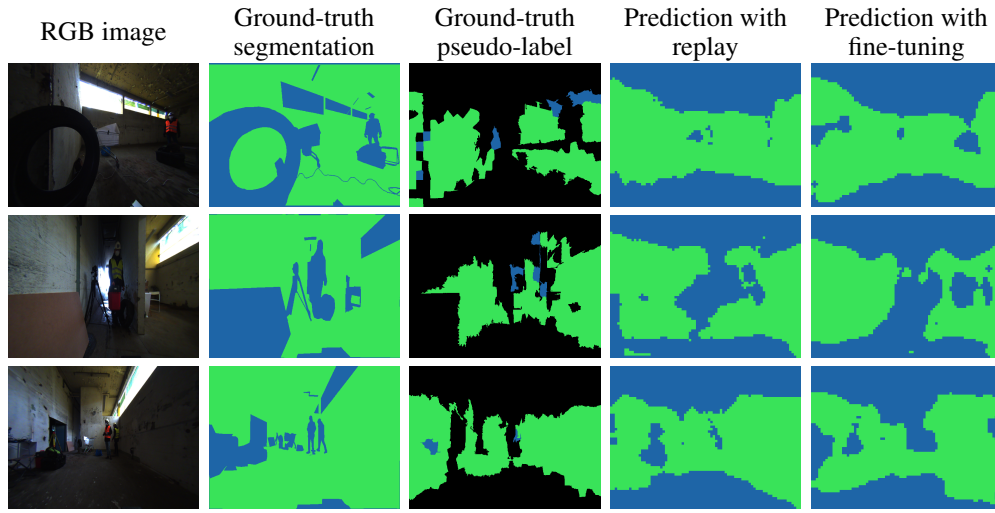 RGB image
Ground-truth
segmentation
Ground-truth
pseudo-label
Prediction with
replay
Prediction with
fine-tuning